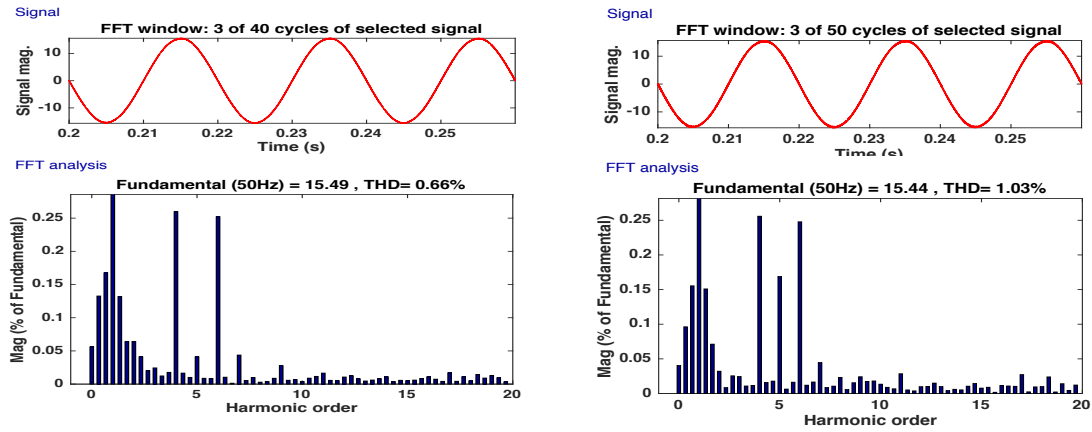 Signal
FFT window: 3 of 40 cycles of selected signal
Signal mag.
10
0
-10
0.2 0.21 0.22 0.23 0.24 0.25
Time (s)
FFT analysis
Fundamental (50Hz) = 15.49 , THD= 0.66%
Mag (% of Fundamental)
0.25
0.2
0.15
0.1
0.05
0
0 5 10 15 20
Harmonic order
Signal
FFT window: 3 of 50 cycles of selected signal
Signal mag.
10
0
-10
0.2 0.21 0.22 0.23 0.24 0.25
Time (s)
FFT analysis
Fundamental (50Hz) = 15.44 , THD= 1.03%
Mag (% of Fundamental)
0.25
0.2
0.15
0.1
0.05
0
0 5 10 15 20
Harmonic order